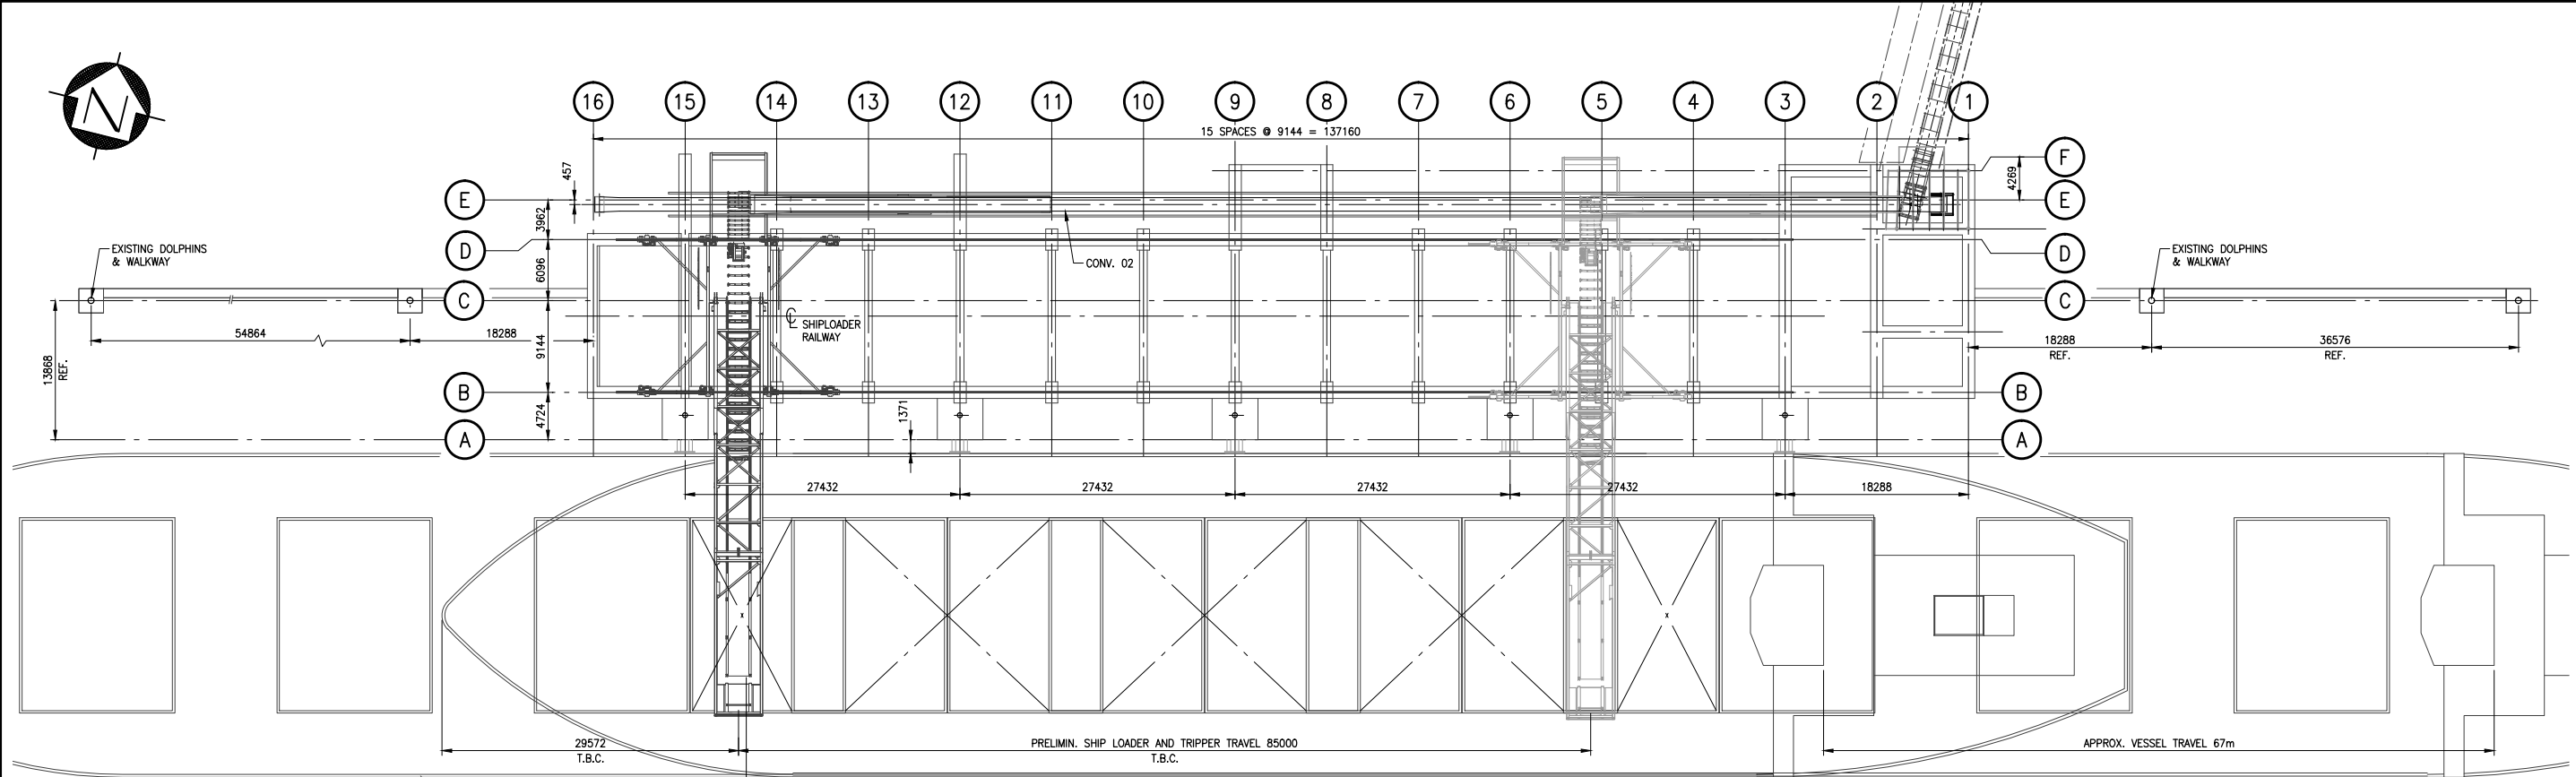 N
16
15
14
13
12
11
10
9
8
7
6
5
4
3
2
1
15 SPACES @ 9144 = 137160
457
4269
F
E
E
3962
D
D
6096
EXISTING DOLPHINS
& WALKWAY
EXISTING DOLPHINS
& WALKWAY
CONV. 02
C
C
℄ SHIPLOADER
RAILWAY
54864
18288
9144
18288
REF.
36576
REF.
13868
REF.
B
B
4724
1371
A
A
27432
27432
27432
27432
18288
29572
T.B.C.
PRELIMIN. SHIP LOADER AND TRIPPER TRAVEL 85000
T.B.C.
APPROX. VESSEL TRAVEL 67m